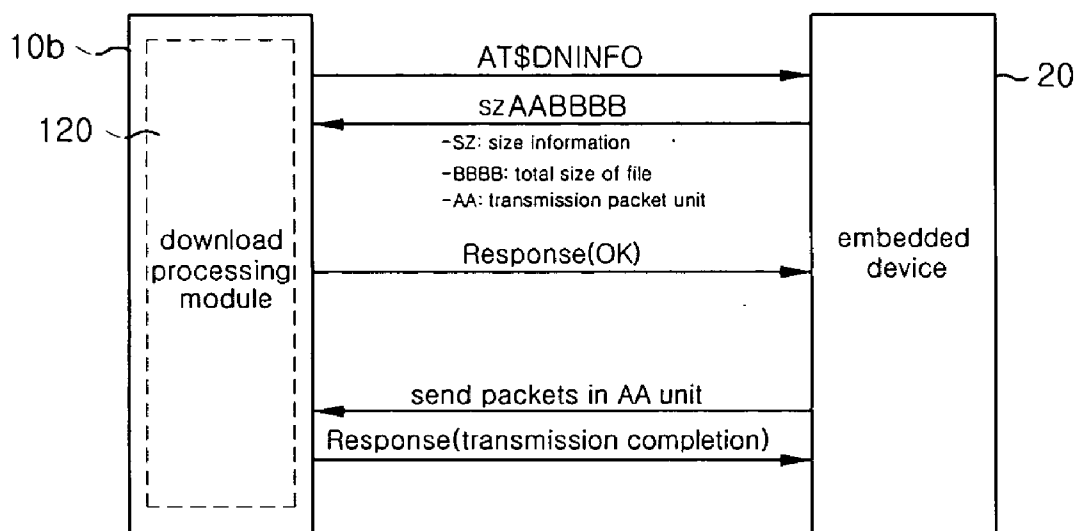 10b
AT$DNINFO
20
szAABBBB
120
-SZ: size information
-BBBB: total size of file
-AA: transmission packet unit
download
processing
module
Response(OK)
embedded
device
send packets in AA unit
Response(transmission completion)